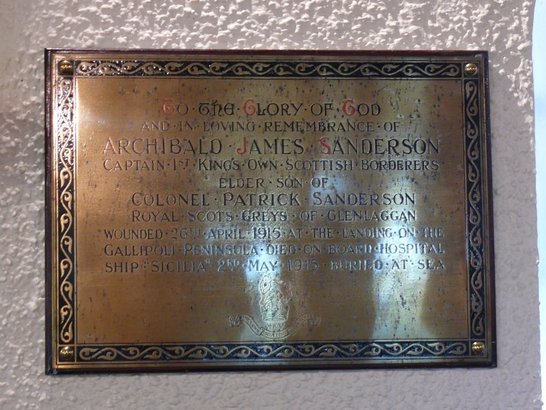 TO·THE·GLORY·OF·GOD
AND·IN·LOVING·REMEMBRANCE·OF
ARCHIBALD·JAMES·SANDERSON
CAPTAIN·1ST·KING'S·OWN·SCOTTISH·BORDERERS
ELDER·SON·OF
COLONEL·PATRICK·SANDERSON
ROYAL·SCOTS·GREYS·OF·GLENLAGGAN
WOUNDED·26TH·APRIL·1915·AT·THE·LANDING·ON·THE
GALLIPOLI·PENINSULA·DIED·ON·BOARD·HOSPITAL
SHIP·"SICILIA"·2ND·MAY·1915·BURIED·AT·SEA